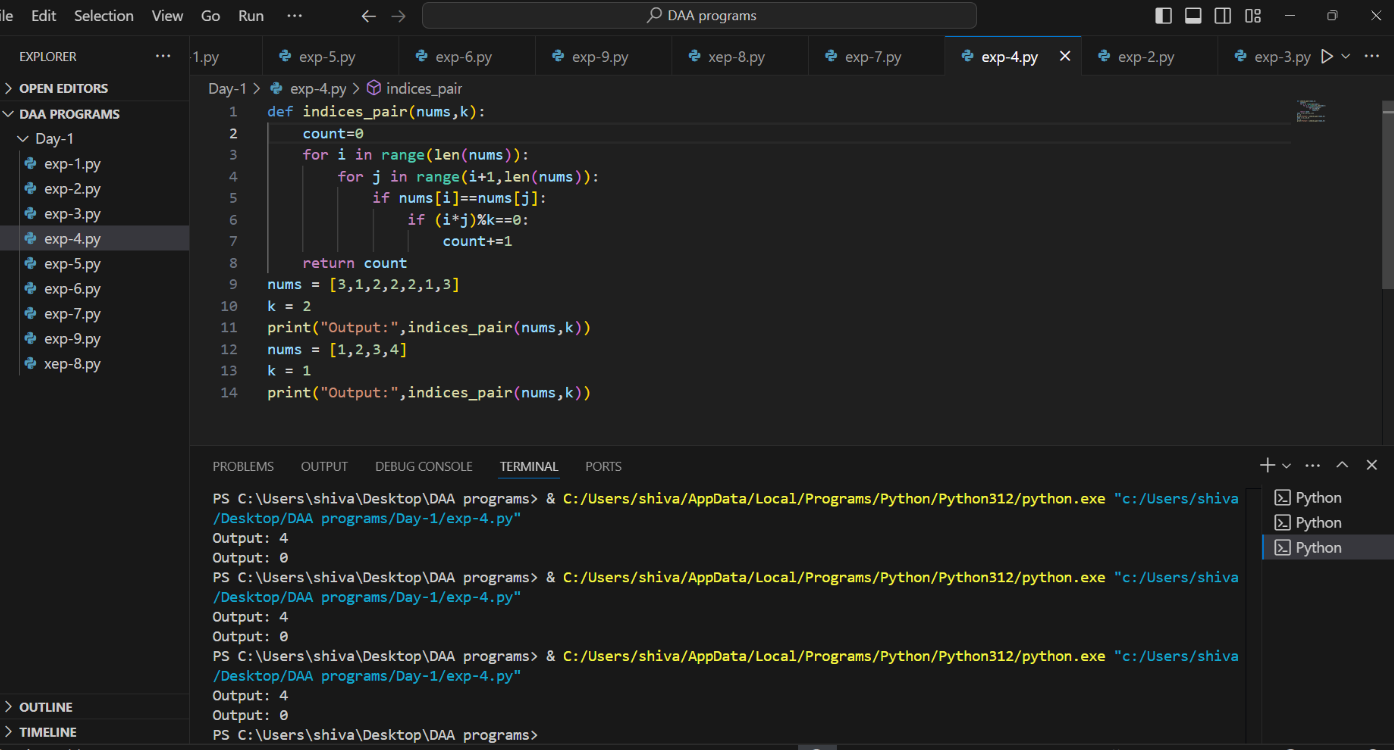 Edit Selection View Go Run ··· DAA programs
EXPLORER ···
1.py exp-5.py exp-6.py exp-9.py xep-8.py exp-7.py exp-4.py exp-2.py exp-3.py
OPEN EDITORS
DAA PROGRAMS
Day-1
exp-1.py
exp-2.py
exp-3.py
exp-4.py
exp-5.py
exp-6.py
exp-7.py
exp-9.py
xep-8.py
OUTLINE
TIMELINE
Day-1 > exp-4.py > indices_pair
1 def indices_pair(nums,k):
2     count=0
3     for i in range(len(nums)):
4         for j in range(i+1,len(nums)):
5             if nums[i]==nums[j]:
6                 if (i*j)%k==0:
7                     count+=1
8     return count
9 nums = [3,1,2,2,2,1,3]
10 k = 2
11 print("Output:",indices_pair(nums,k))
12 nums = [1,2,3,4]
13 k = 1
14 print("Output:",indices_pair(nums,k))
PROBLEMS OUTPUT DEBUG CONSOLE TERMINAL PORTS
PS C:\Users\shiva\Desktop\DAA programs> & C:/Users/shiva/AppData/Local/Programs/Python/Python312/python.exe "c:/Users/shiva
/Desktop/DAA programs/Day-1/exp-4.py"
Output: 4
Output: 0
PS C:\Users\shiva\Desktop\DAA programs> & C:/Users/shiva/AppData/Local/Programs/Python/Python312/python.exe "c:/Users/shiva
/Desktop/DAA programs/Day-1/exp-4.py"
Output: 4
Output: 0
PS C:\Users\shiva\Desktop\DAA programs> & C:/Users/shiva/AppData/Local/Programs/Python/Python312/python.exe "c:/Users/shiva
/Desktop/DAA programs/Day-1/exp-4.py"
Output: 4
Output: 0
PS C:\Users\shiva\Desktop\DAA programs>
Python
Python
Python